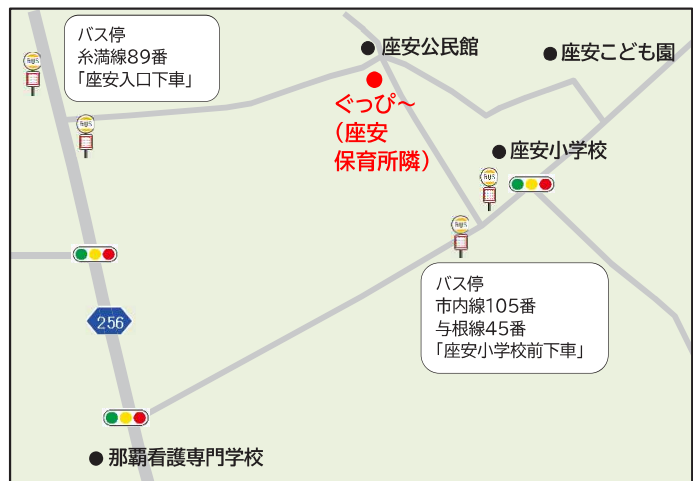 バス停
糸満線89番
「座安入口下車」
座安公民館
座安こども園
ぐっぴ～
（座安
保育所隣）
座安小学校
バス停
市内線105番
与根線45番
「座安小学校前下車」
256
那覇看護専門学校